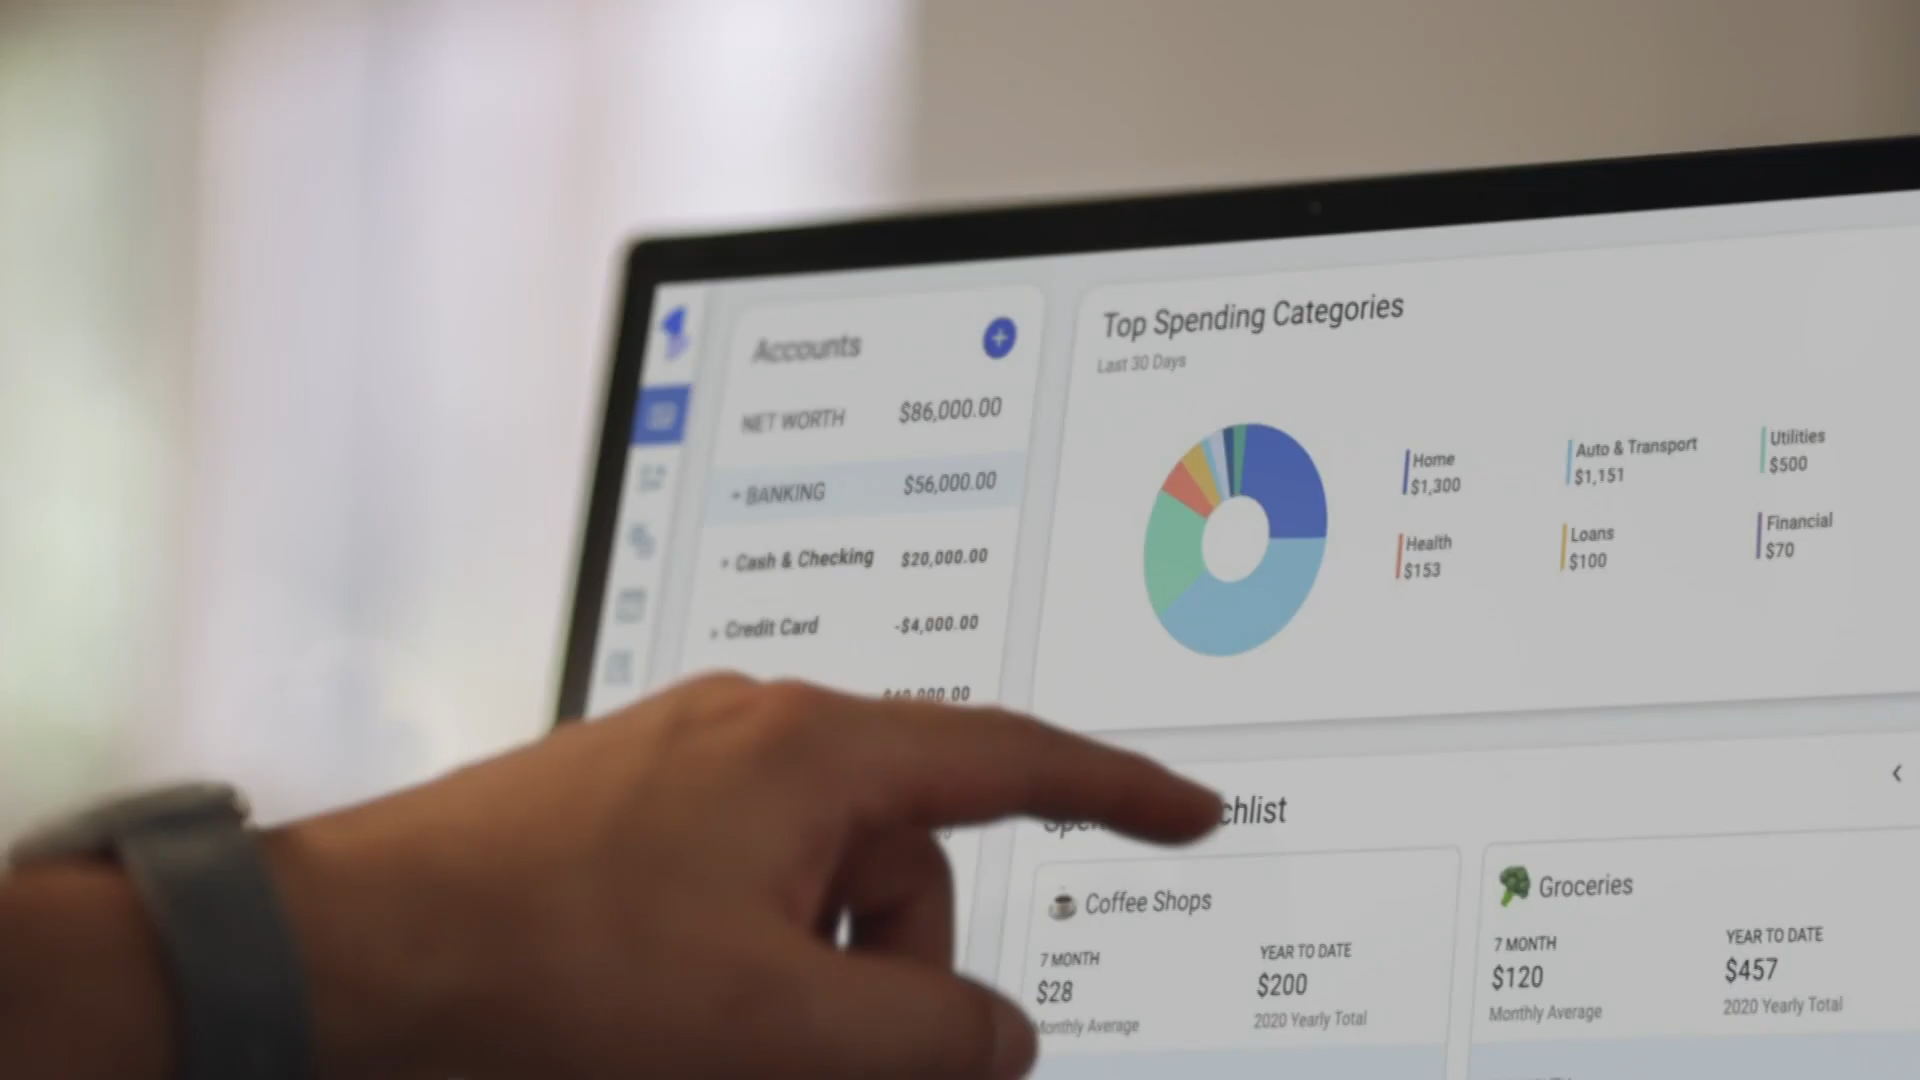 Accounts
NET WORTH $86,000.00
BANKING $56,000.00
Cash & Checking $20,000.00
Credit Card -$4,000.00
Top Spending Categories
Last 30 Days
Home
$1,300
Auto & Transport
$1,151
Utilities
$500
Health
$153
Loans
$100
Financial
$70
Coffee Shops
7 MONTH
$28
Monthly Average
YEAR TO DATE
$200
2020 Yearly Total
Groceries
7 MONTH
$120
Monthly Average
YEAR TO DATE
$457
2020 Yearly Total